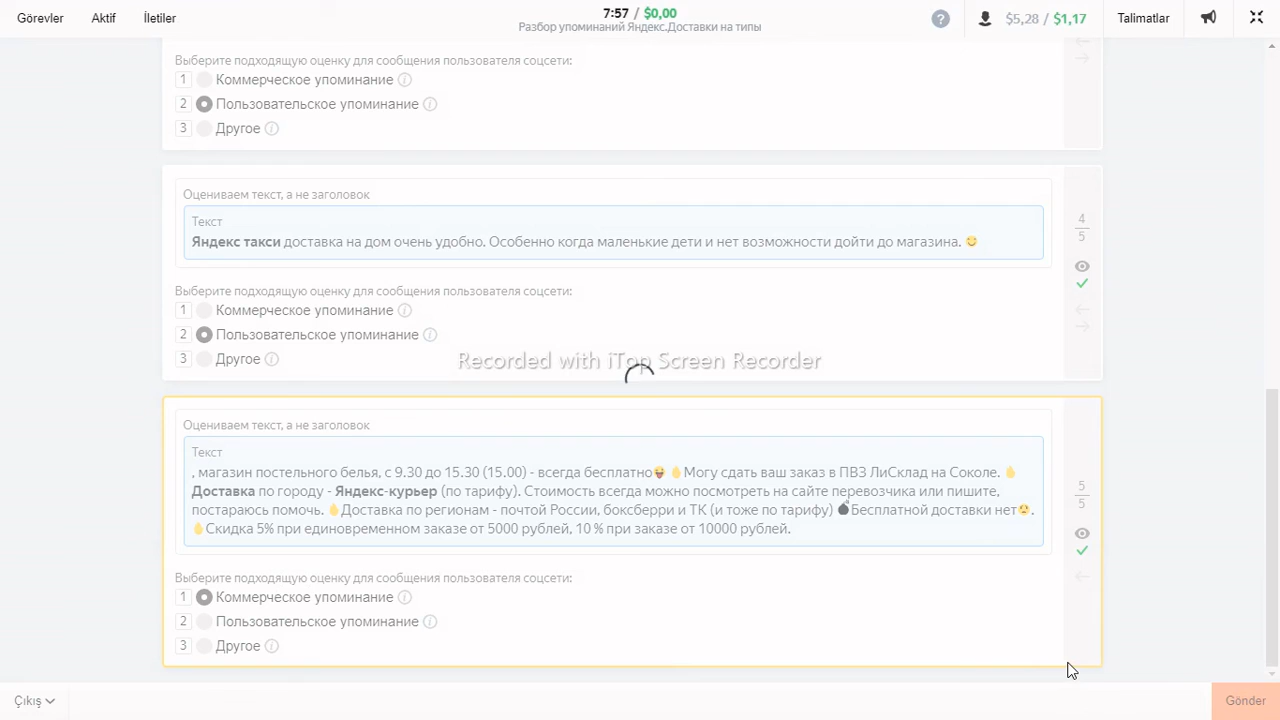 Görevler Aktif İletiler 7:57 / $0,00 $5,28 / $1,17 Talimatlar
Разбор упоминаний Яндекс.Доставки на типы
Выберите подходящую оценку для сообщения пользователя соцсети:
1 Коммерческое упоминание
2 Пользовательское упоминание
3 Другое
Оцениваем текст, а не заголовок
Текст
Яндекс такси доставка на дом очень удобно. Особенно когда маленькие дети и нет возможности дойти до магазина.
4
5
Выберите подходящую оценку для сообщения пользователя соцсети:
1 Коммерческое упоминание
2 Пользовательское упоминание
3 Другое
Recorded with iTop Screen Recorder
Оцениваем текст, а не заголовок
Текст
, магазин постельного белья, с 9.30 до 15.30 (15.00) - всегда бесплатно Могу сдать ваш заказ в ПВЗ ЛиСклад на Соколе.
Доставка по городу - Яндекс-курьер (по тарифу). Стоимость всегда можно посмотреть на сайте перевозчика или пишите,
постараюсь помочь. Доставка по регионам - почтой России, боксберри и ТК (и тоже по тарифу) Бесплатной доставки нет.
Скидка 5% при единовременном заказе от 5000 рублей, 10 % при заказе от 10000 рублей.
5
5
Выберите подходящую оценку для сообщения пользователя соцсети:
1 Коммерческое упоминание
2 Пользовательское упоминание
3 Другое
Çıkış Gönder